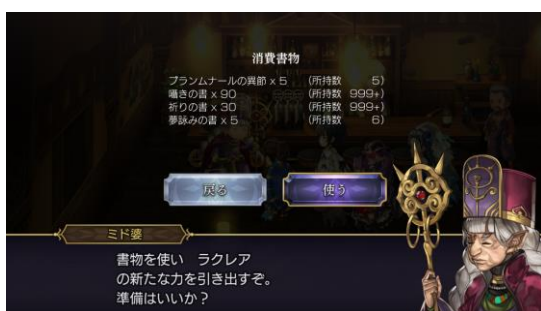 消費書物
プランムナールの異節 x 5 (所持数 5)
囁きの書 x 90 (所持数 999+)
祈りの書 x 30 (所持数 999+)
夢詠みの書 x 5 (所持数 6)
戻る 使う
ミド婆
書物を使い ラクレア
の新たな力を引き出すぞ。
準備はいいか？